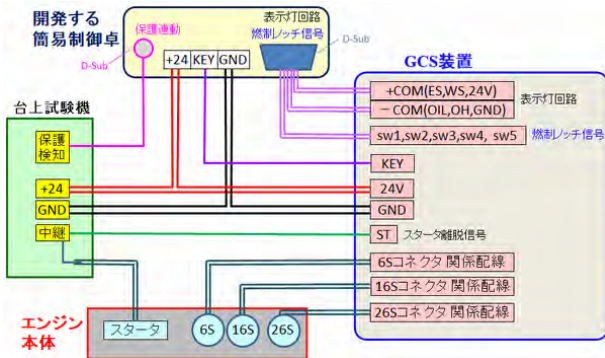 開発する
簡易制御卓
保護連動
D-Sub
+24
KEY
GND
表示灯回路
燃制ノッチ信号
D-Sub
GCS装置
+COM(ES,WS,24V)
－COM(OIL,OH,GND)
表示灯回路
sw1,sw2,sw3,sw4, sw5
燃制ノッチ信号
KEY
24V
GND
ST
スタータ離脱信号
6Sコネクタ 関係配線
16Sコネクタ 関係配線
26Sコネクタ 関係配線
台上試験機
保護
検知
+24
GND
中継
エンジン
本体
スタータ
6S
16S
26S